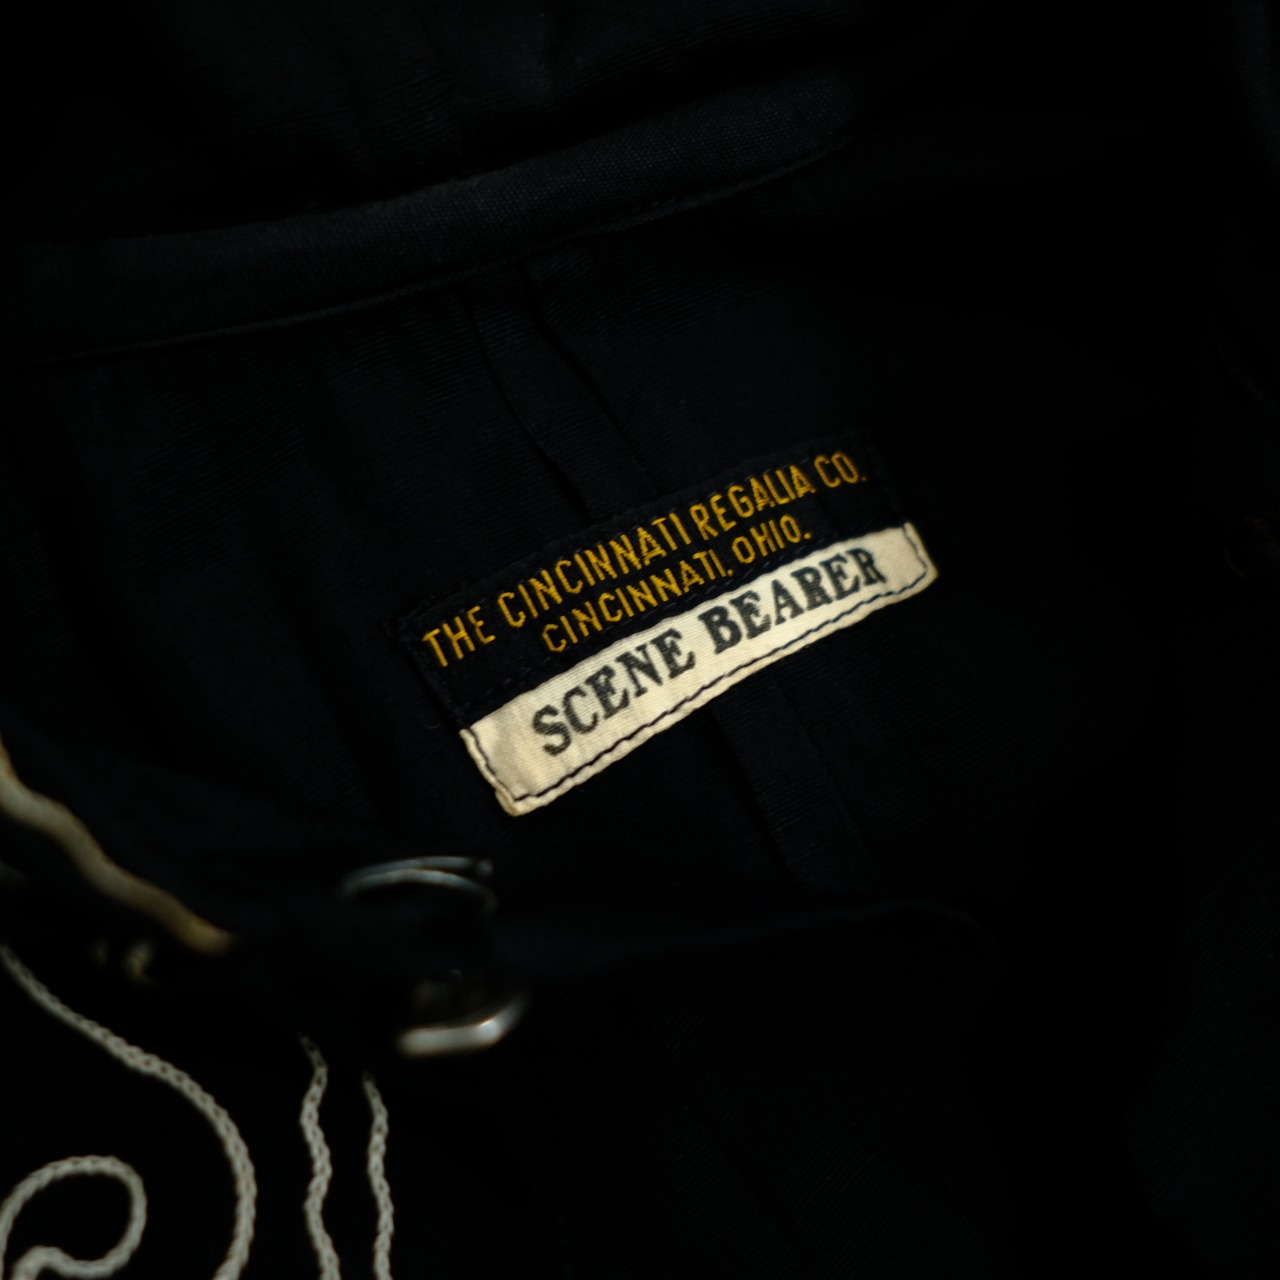 THE CINCINNATI REGALIA CO.
CINCINNATI, OHIO.
SCENE BEARER